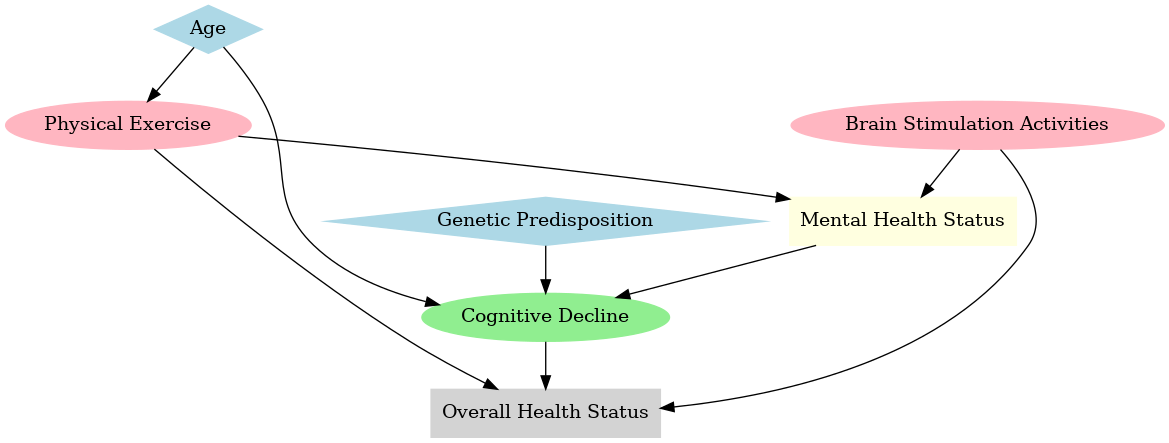 Age
Physical Exercise
Brain Stimulation Activities
Genetic Predisposition
Mental Health Status
Cognitive Decline
Overall Health Status